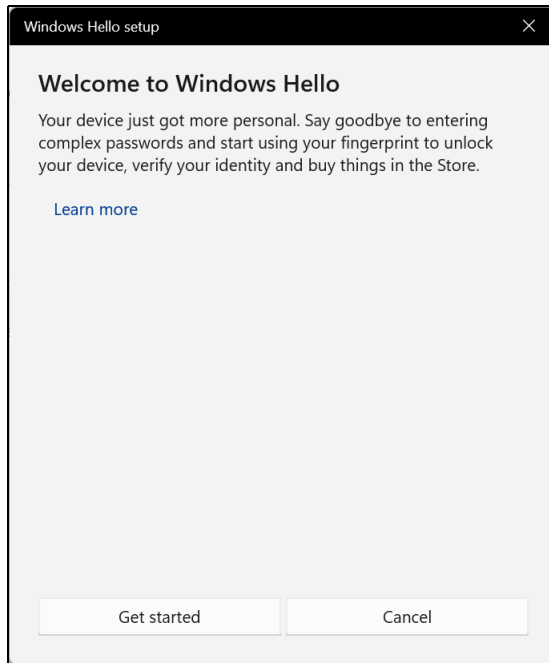 Windows Hello setup
Welcome to Windows Hello
Your device just got more personal. Say goodbye to entering
complex passwords and start using your fingerprint to unlock
your device, verify your identity and buy things in the Store.
Learn more
Get started
Cancel